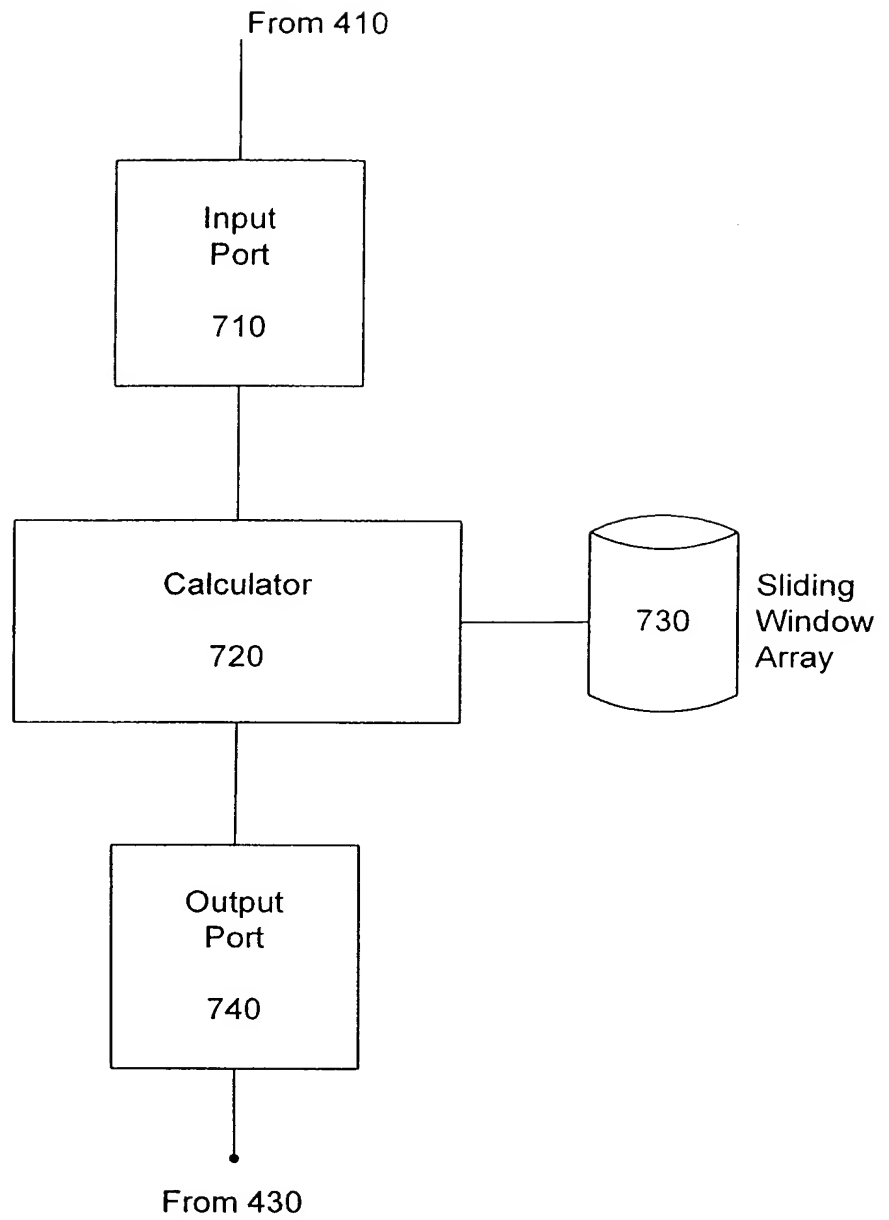 From 410
Input
Port
710
Calculator
720
730
Sliding
Window
Array
Output
Port
740
From 430